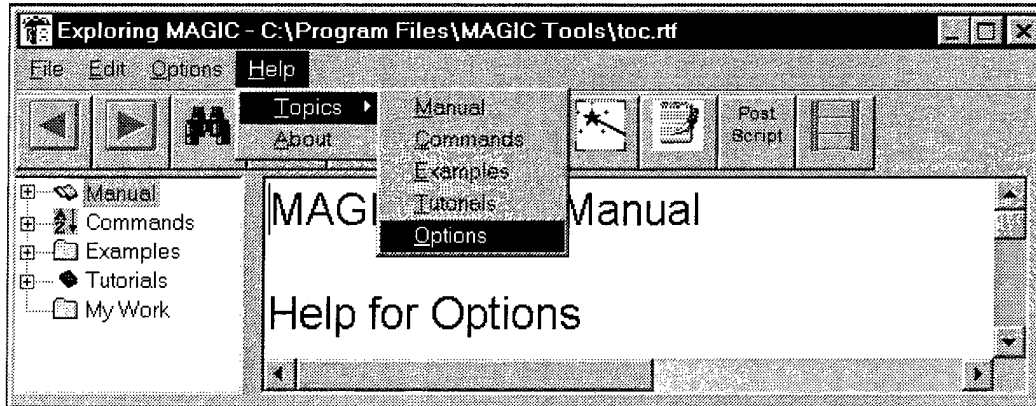 Exploring MAGIC - C:\Program Files\MAGIC Tools\toc.rtf
File Edit Options Help
Topics
About
Manual
Commands
Examples
Tutorials
Options
Post
Script
Manual
Commands
Examples
Tutorials
My Work
MAGI Manual
Help for Options